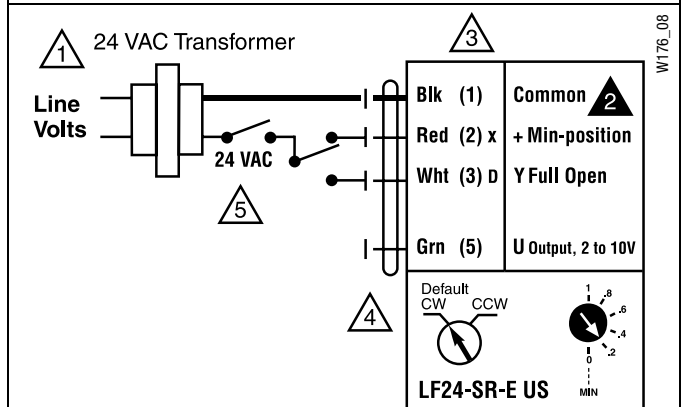 1 24 VAC Transformer
3
W176_08
Line
Volts
24 VAC
5
Blk (1) Common 2
Red (2) x + Min-position
Wht (3) D Y Full Open
Grn (5) U Output, 2 to 10V
4
Default
CW CCW
1
.8
.6
.4
.2
0
MIN
LF24-SR-E US